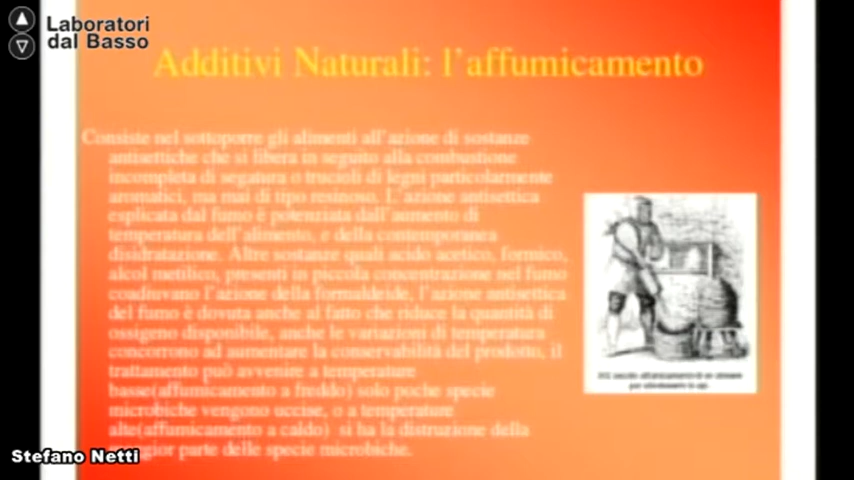 Laboratori
dal Basso
Additivi Naturali: l'affumicamento
Consiste nel sottoporre gli alimenti all'azione di sostanze
antisettiche che si libera in seguito alla combustione
incompleta di segatura o trucioli di legni particolarmente
aromatici, ma mai di tipo resinoso. L'azione antisettica
esplicata dal fumo è potenziata dall'aumento di
temperatura dell'alimento, e della contemporanea
disidratazione. Altre sostanze quali acido acetico, formico,
alcol metilico, presenti in piccola concentrazione nel fumo
coadiuvano l'azione della formaldeide, l'azione antisettica
del fumo è dovuta anche al fatto che riduce la quantità di
ossigeno disponibile, anche le variazioni di temperatura
concorrono ad aumentare la conservabilità del prodotto, il
trattamento può avvenire a temperature
basse(affumicamento a freddo) solo poche specie
microbiche vengono uccise, o a temperature
alte(affumicamento a caldo) si ha la distruzione della
maggior parte delle specie microbiche.
Stefano Netti